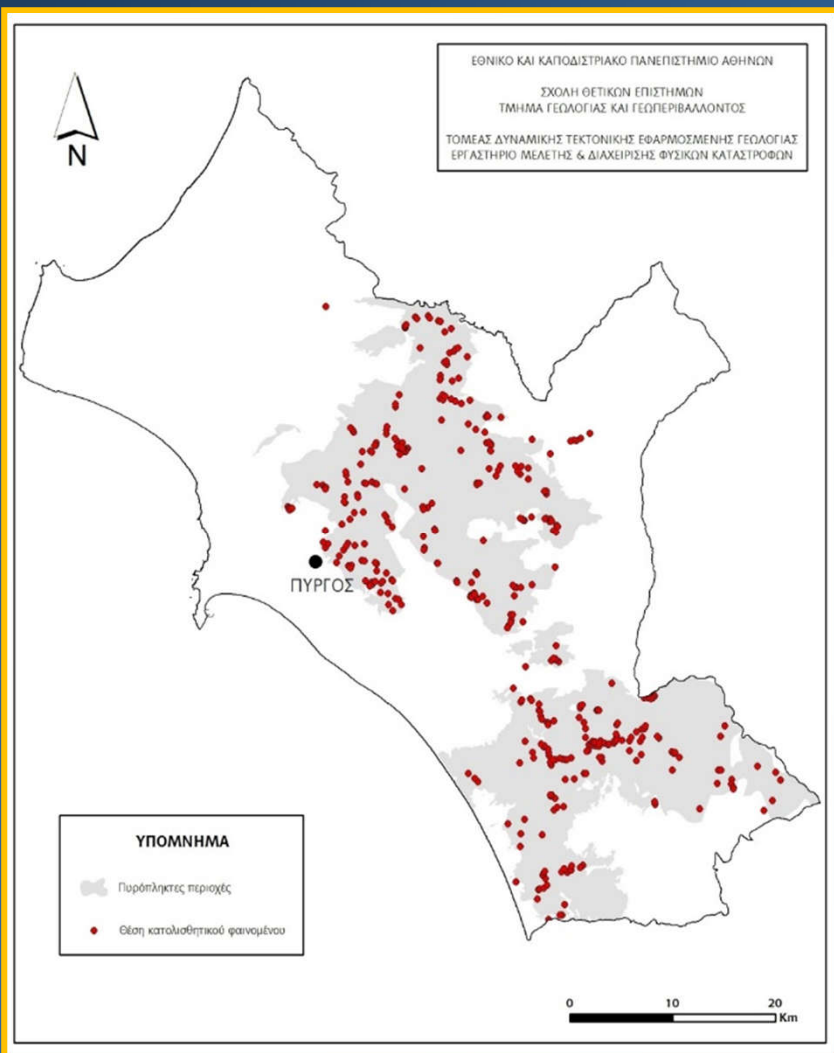 ΕΘΝΙΚΟ ΚΑΙ ΚΑΠΟΔΙΣΤΡΙΑΚΟ ΠΑΝΕΠΙΣΤΗΜΙΟ ΑΘΗΝΩΝ
ΣΧΟΛΗ ΘΕΤΙΚΩΝ ΕΠΙΣΤΗΜΩΝ
ΤΜΗΜΑ ΓΕΩΛΟΓΙΑΣ ΚΑΙ ΓΕΩΠΕΡΙΒΑΛΛΟΝΤΟΣ
ΤΟΜΕΑΣ ΔΥΝΑΜΙΚΗΣ ΤΕΚΤΟΝΙΚΗΣ ΕΦΑΡΜΟΣΜΕΝΗΣ ΓΕΩΛΟΓΙΑΣ
ΕΡΓΑΣΤΗΡΙΟ ΜΕΛΕΤΗΣ & ΔΙΑΧΕΙΡΙΣΗΣ ΦΥΣΙΚΩΝ ΚΑΤΑΣΤΡΟΦΩΝ
N
ΠΥΡΓΟΣ
ΥΠΟΜΝΗΜΑ
Πυρόπληκτες περιοχές
Θέση κατολισθητικού φαινομένου
0 10 20
Km